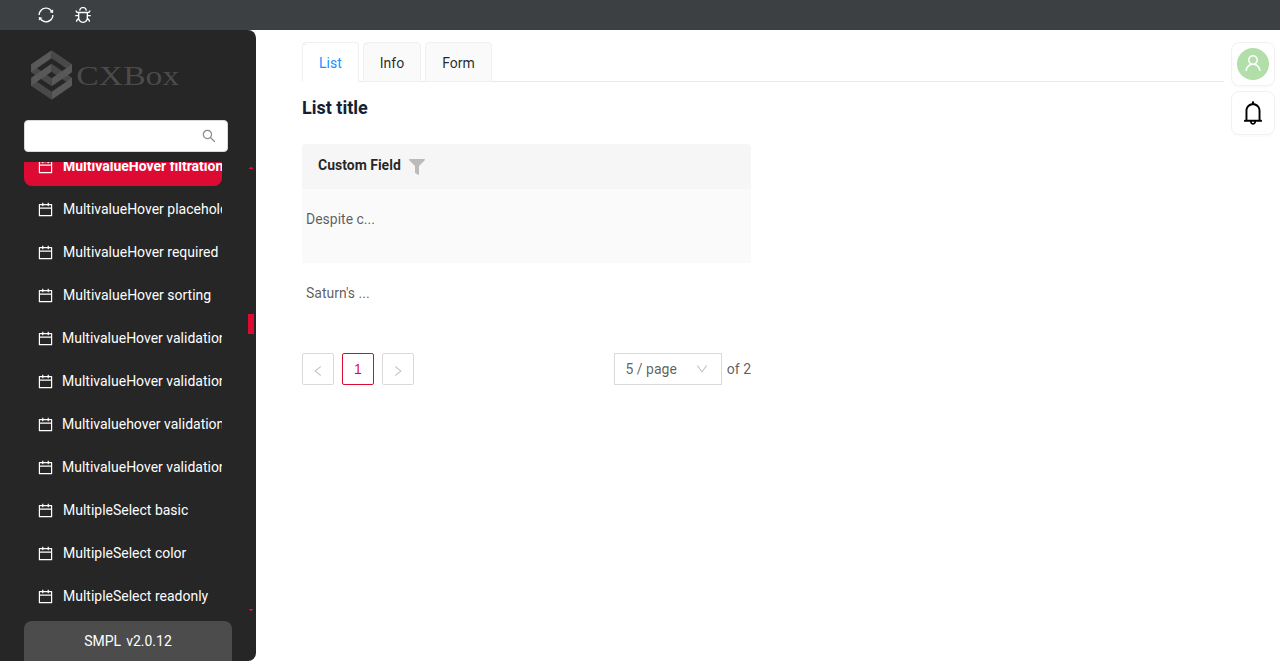 CXBox
MultivalueHover filtration
MultivalueHover placehol
MultivalueHover required
MultivalueHover sorting
MultivalueHover validation
MultivalueHover validation
Multivaluehover validation
MultivalueHover validation
MultipleSelect basic
MultipleSelect color
MultipleSelect readonly
SMPL v2.0.12
List
Info
Form
List title
Custom Field
Despite c...
Saturn's ...
< 1 >
5 / page
of 2